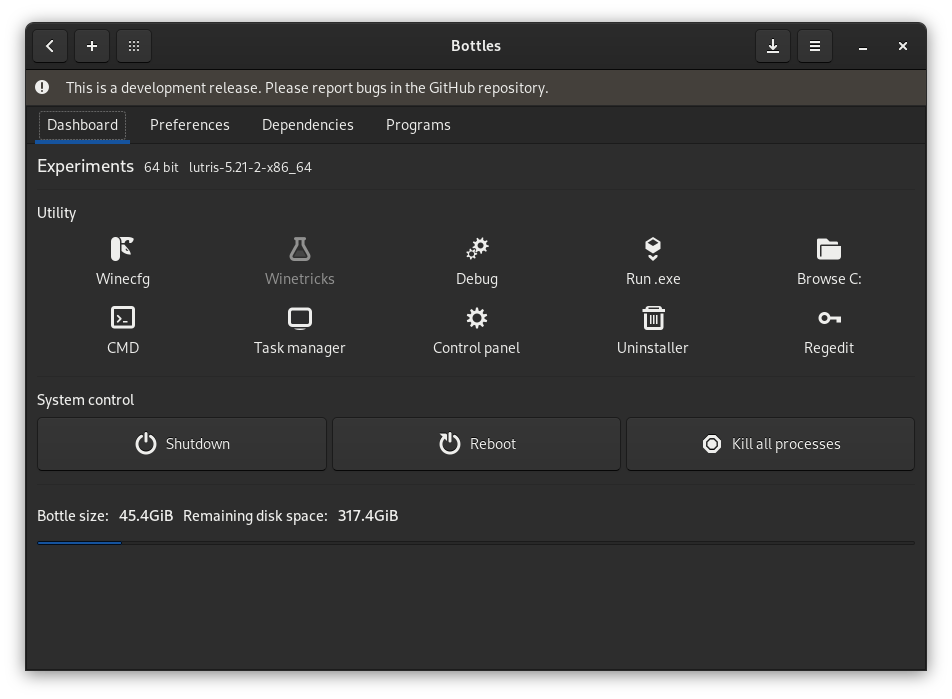 Bottles
This is a development release. Please report bugs in the GitHub repository.
Dashboard Preferences Dependencies Programs
Experiments 64 bit lutris-5.21-2-x86_64
Utility
Winecfg Winetricks Debug Run .exe Browse C:
CMD Task manager Control panel Uninstaller Regedit
System control
Shutdown Reboot Kill all processes
Bottle size: 45.4GiB Remaining disk space: 317.4GiB